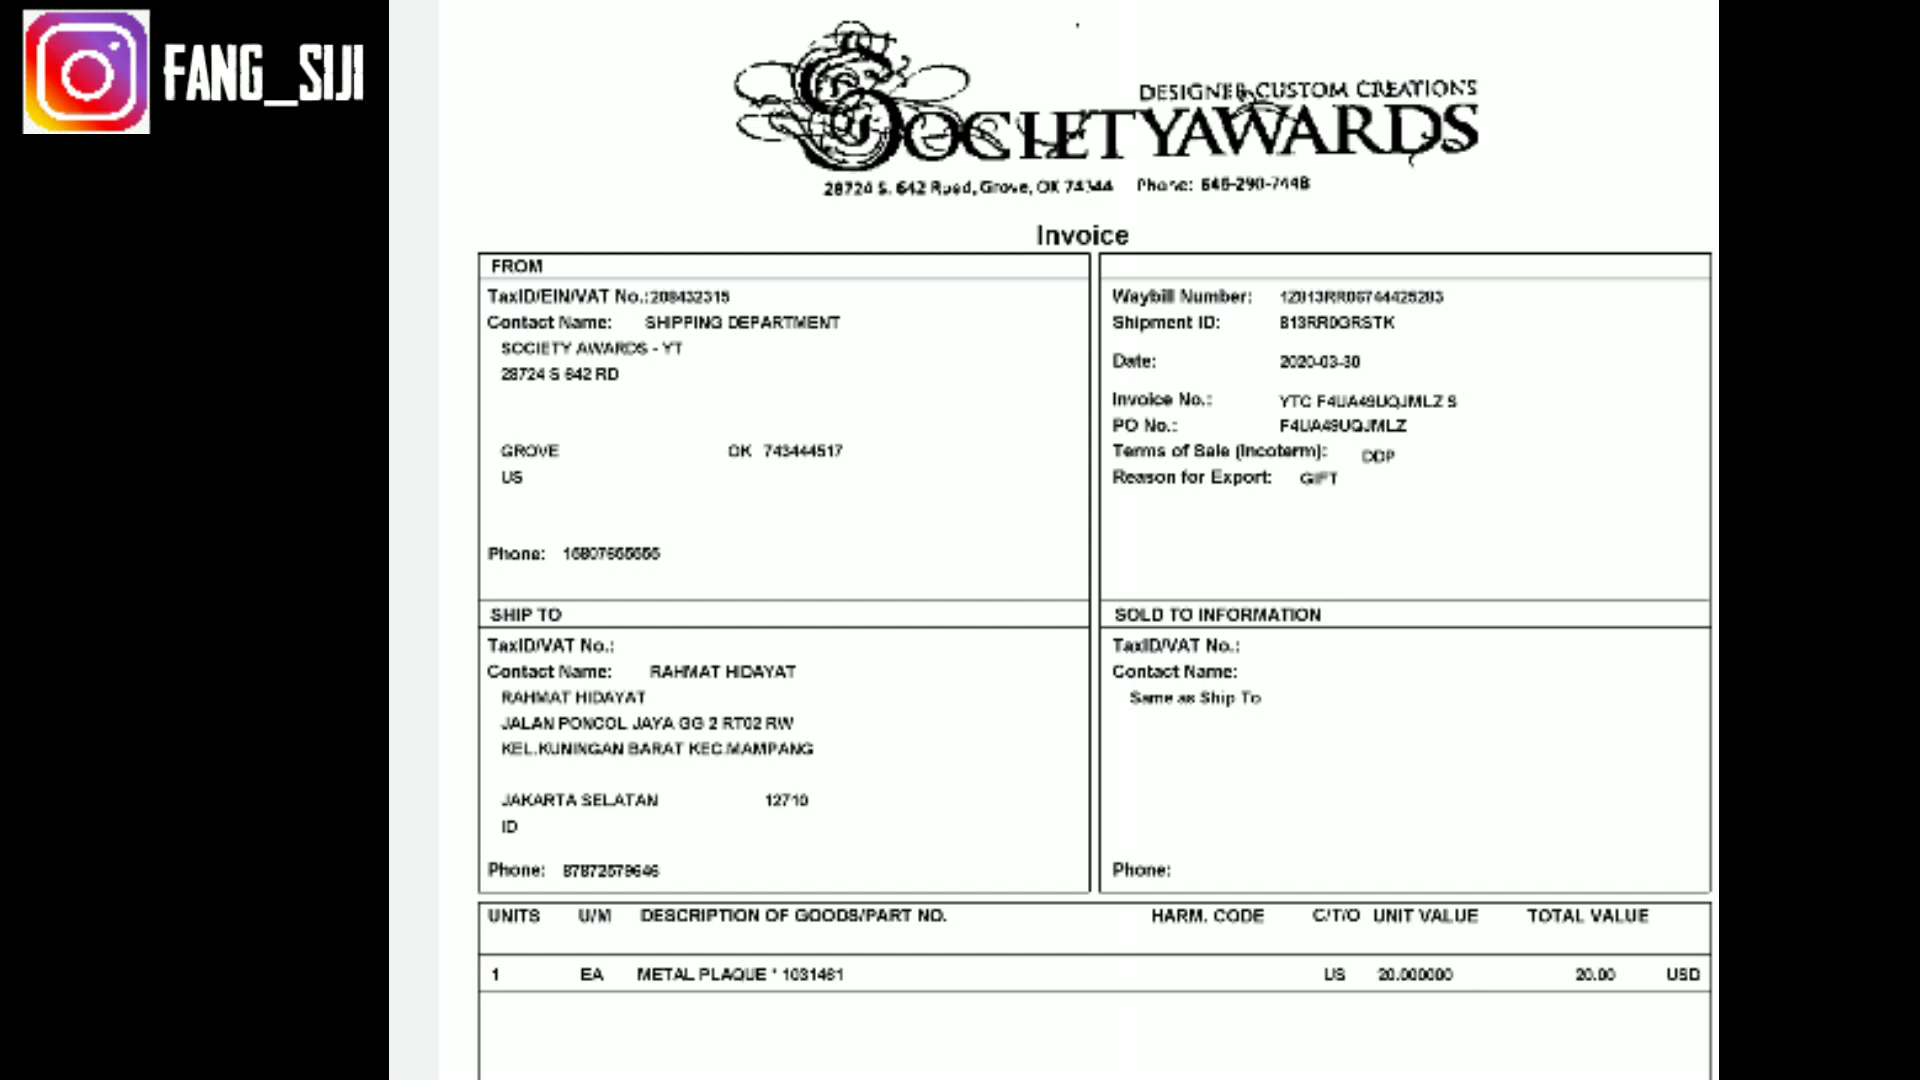 FANG_SIJI
DESIGNER CUSTOM CREATIONS
SOCIETYAWARDS
28724 S. 642 Road, Grove, OK 74344 Phone: 646-290-7448
Invoice
FROM
TaxID/EIN/VAT No.:208432315
Contact Name: SHIPPING DEPARTMENT
SOCIETY AWARDS - YT
28724 S 642 RD
GROVE OK 743444517
US
Phone:
Waybill Number:
Shipment ID: 813RR0GRSTK
Date: 2020-03-30
Invoice No.: YTC F4UA49UQJMLZ S
PO No.: F4UA49UQJMLZ
Terms of Sale (Incoterm): DDP
Reason for Export: GIFT
SHIP TO
TaxID/VAT No.:
Contact Name: RAHMAT HIDAYAT
RAHMAT HIDAYAT
JALAN PONCOL JAYA GG 2 RT02 RW
KEL.KUNINGAN BARAT KEC.MAMPANG
JAKARTA SELATAN 12710
ID
Phone: 87872579646
SOLD TO INFORMATION
TaxID/VAT No.:
Contact Name:
Same as Ship To
Phone:
UNITS U/M DESCRIPTION OF GOODS/PART NO. HARM. CODE C/T/O UNIT VALUE TOTAL VALUE
1 EA METAL PLAQUE * 1031461 US 20.000000 20.00 USD